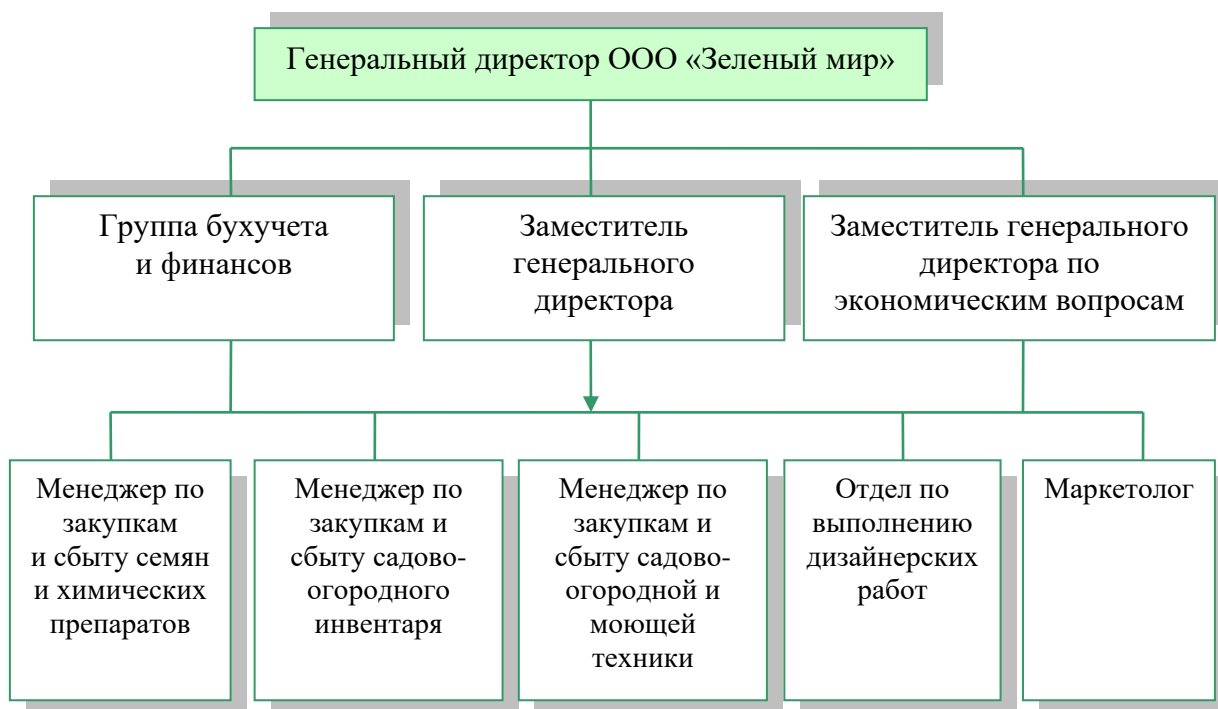 Генеральный директор ООО «Зеленый мир»
Группа бухучета
и финансов
Заместитель
генерального
директора
Заместитель генерального
директора по
экономическим вопросам
Менеджер по
закупкам
и сбыту семян
и химических
препаратов
Менеджер по
закупкам и
сбыту садово-
огородного
инвентаря
Менеджер по
закупкам и
сбыту садово-
огородной и
моющей
техники
Отдел по
выполнению
дизайнерских
работ
Маркетолог